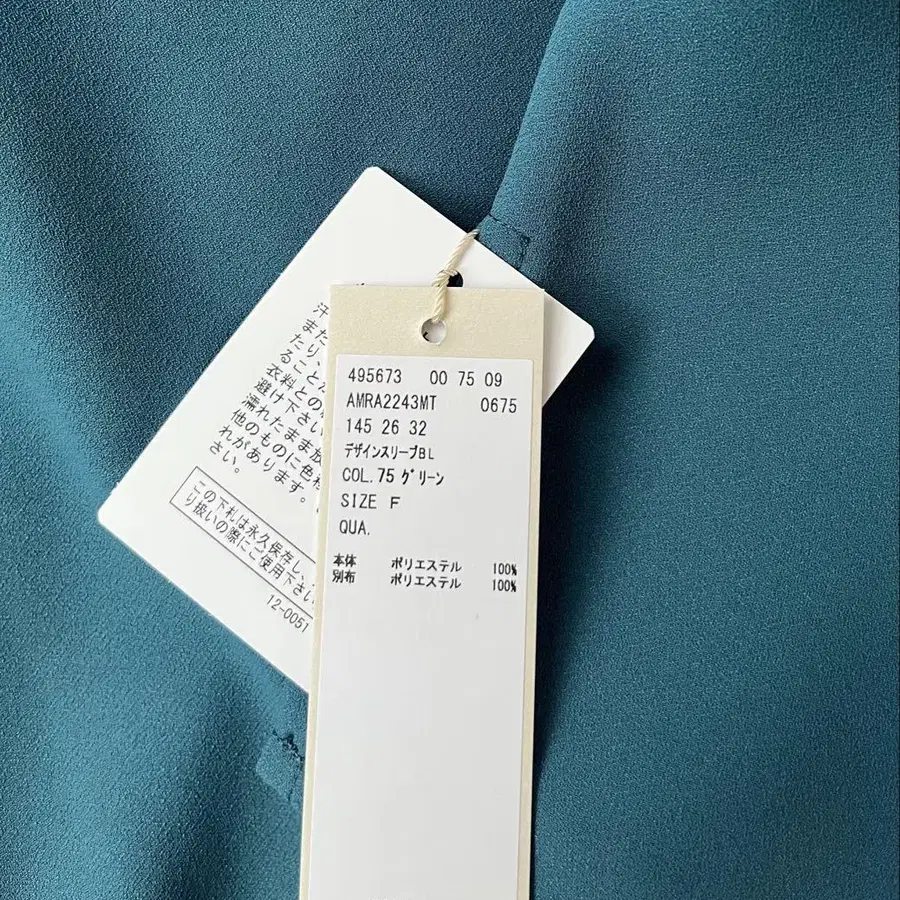 495673 00 75 09
AMRA2243MT 0675
145 26 32
デザインスリーブBL
COL.75 グリーン
SIZE F
QUA.
本体 ポリエステル 100%
別布 ポリエステル 100%
汗
また
たり、
ることが
衣料との
避け下さい
濡れたまま放
他のものに色移
れがあります。
さい。
この下札は永久保存し、
り扱いの際にご使用下さい
12-0051